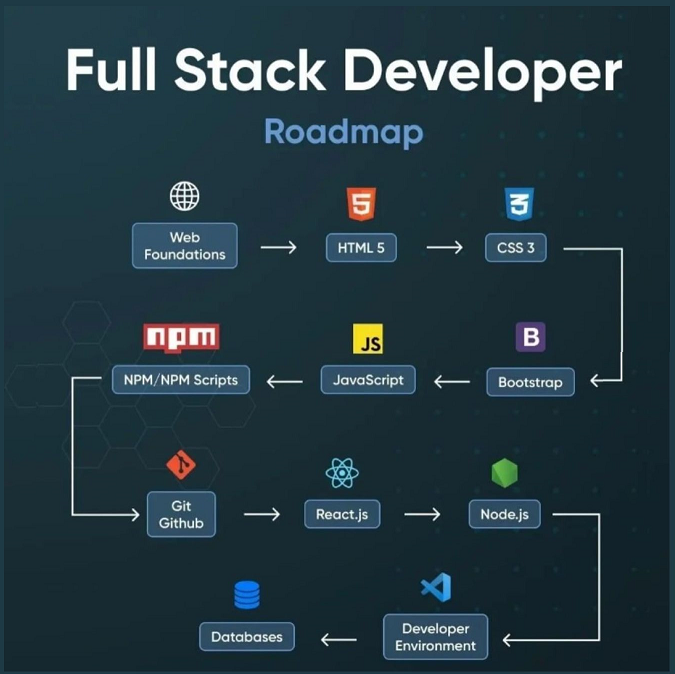 Full Stack Developer
Roadmap
Web
Foundations
5
HTML 5
3
CSS 3
npm
NPM/NPM Scripts
JS
JavaScript
B
Bootstrap
Git
Github
React.js
Node.js
Databases
Developer
Environment